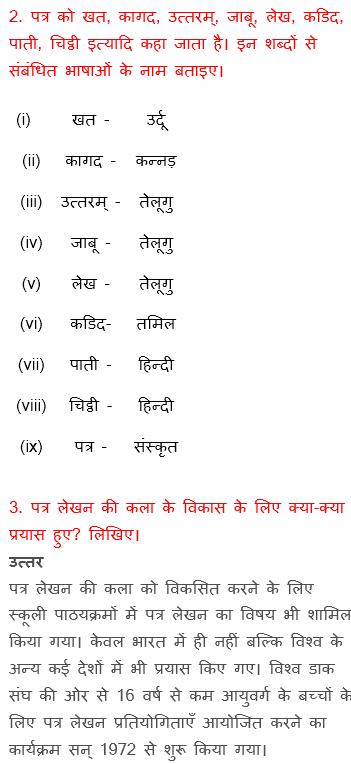 2. पत्र को खत, कागद, उत्तरम्, जाबू, लेख, कडिद,
पाती, चिट्ठी इत्यादि कहा जाता है। इन शब्दों से
संबंधित भाषाओं के नाम बताइए।
(i) खत - उर्दू
(ii) कागद - कन्नड़
(iii) उत्तरम् - तेलूगु
(iv) जाबू - तेलूगु
(v) लेख - तेलूगु
(vi) कडिद- तमिल
(vii) पाती - हिन्दी
(viii) चिट्ठी - हिन्दी
(ix) पत्र - संस्कृत
3. पत्र लेखन की कला के विकास के लिए क्या-क्या
प्रयास हुए? लिखिए।
उत्तर
पत्र लेखन की कला को विकसित करने के लिए
स्कूली पाठयक्रमों में पत्र लेखन का विषय भी शामिल
किया गया। केवल भारत में ही नहीं बल्कि विश्व के
अन्य कई देशों में भी प्रयास किए गए। विश्व डाक
संघ की ओर से 16 वर्ष से कम आयुवर्ग के बच्चों के
लिए पत्र लेखन प्रतियोगिताएँ आयोजित करने का
कार्यक्रम सन् 1972 से शुरू किया गया।